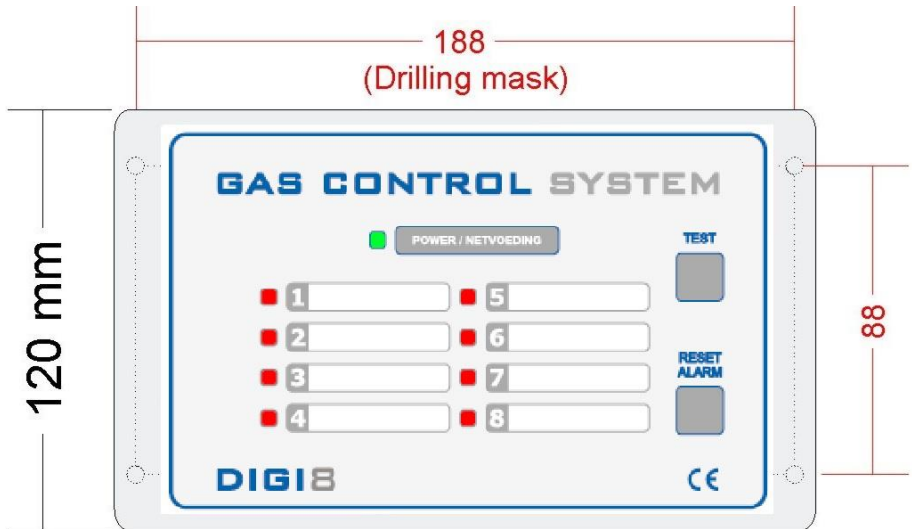 188
(Drilling mask)
120 mm
GAS CONTROL SYSTEM
POWER / NETVOEDING
TEST
1
5
2
6
88
3
7
RESET
ALARM
4
8
DIGI8
CE